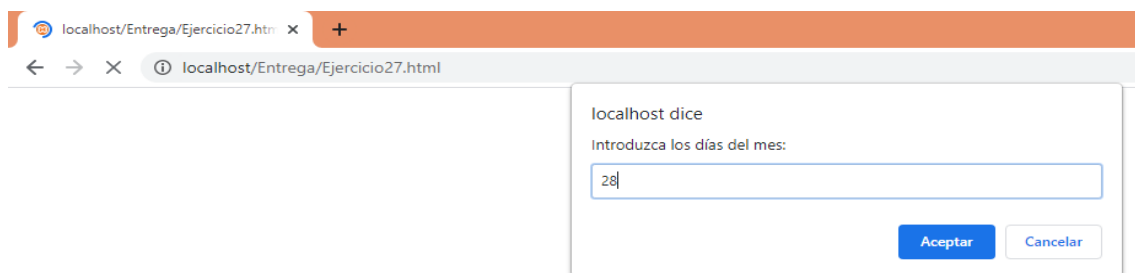 localhost/Entrega/Ejercicio27.htm
localhost/Entrega/Ejercicio27.html
localhost dice
Introduzca los días del mes:
28
Aceptar Cancelar